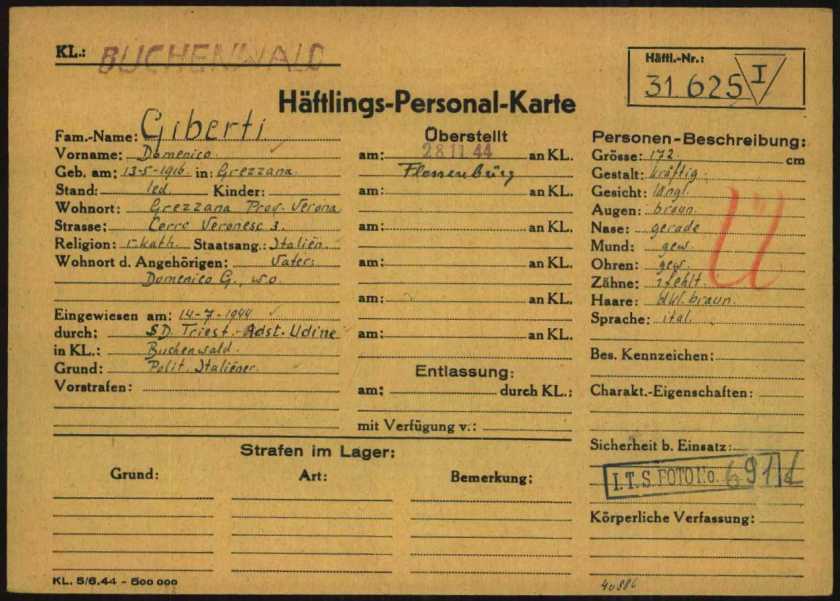 KL.: BUCHENWALD
Häftl.-Nr.:
31625 I
Häftlings-Personal-Karte
Fam.-Name: Giberti
Vorname: Domenico
Geb. am: 13-5-1916 in: Grezzana
Stand: led. Kinder:
Wohnort: Grezzana Prov. Verona
Strasse: Cerro Veronesc 3.
Religion: r.kath. Staatsang.: Italien.
Wohnort d. Angehörigen: Vater:
Domenico G., w.o.
Eingewiesen am: 14-7-1944
durch: SD. Triest-Adst. Udine
in KL.: Buchenwald.
Grund: Polit. Italiener
Vorstrafen:
Überstellt
am: 28 11 44 an KL.
Flossenbürg
am: an KL.
am: an KL.
am: an KL.
am: an KL.
am: an KL.
Entlassung:
am: durch KL.:
mit Verfügung v.:
Personen-Beschreibung:
Grösse: 172 cm
Gestalt: kräftig.
Gesicht: längl.
Augen: braun.
Nase: gerade
Mund: gew.
Ohren: gew.
Zähne: 1 fehlt.
Haare: dkl. braun.
Sprache: ital.
Ü
Bes. Kennzeichen:
Charakt.-Eigenschaften:
Sicherheit b. Einsatz:
I.T.S. FOTO No. 691
Körperliche Verfassung:
Strafen im Lager:
Grund: Art: Bemerkung:
KL. 5/6.44 - 500 000